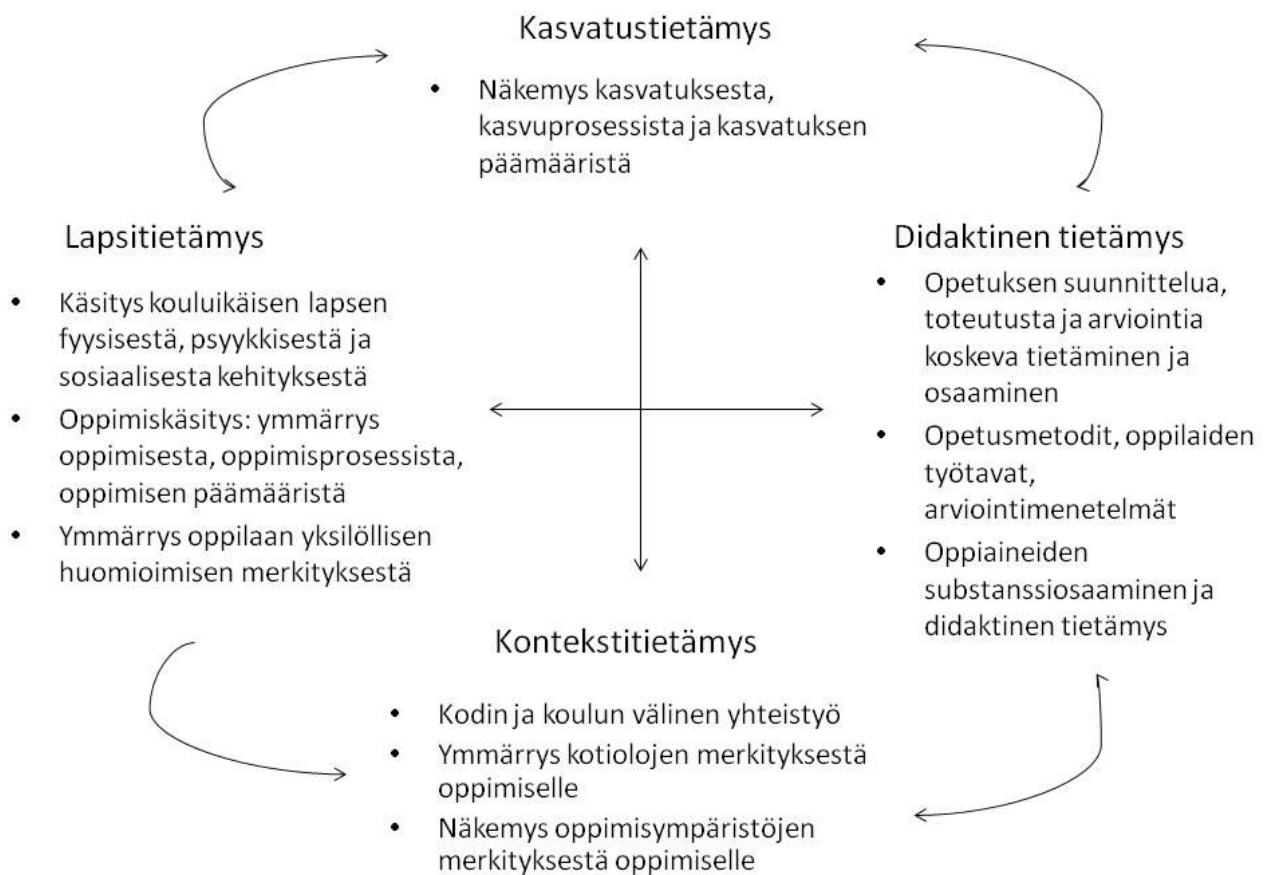 Kasvatustietämys
• Näkemys kasvatuksesta,
kasvuprosessista ja kasvatuksen
päämääristä
Lapsitietämys
• Käsitys kouluikäisen lapsen
fyysisestä, psyykkisestä ja
sosiaalisesta kehityksestä
• Oppimiskäsitys: ymmärrys
oppimisesta, oppimisprosessista,
oppimisen päämääristä
• Ymmärrys oppilaan yksilöllisen
huomioimisen merkityksestä
Didaktinen tietämys
• Opetuksen suunnittelua,
toteutusta ja arviointia
koskeva tietäminen ja
osaaminen
• Opetusmetodit, oppilaiden
työtavat,
arviointimenetelmät
• Oppiaineiden
substanssiosaaminen ja
didaktinen tietämys
Kontekstitietämys
• Kodin ja koulun välinen yhteistyö
• Ymmärrys kotiolojen merkityksestä
oppimiselle
• Näkemys oppimisympäristöjen
merkityksestä oppimiselle